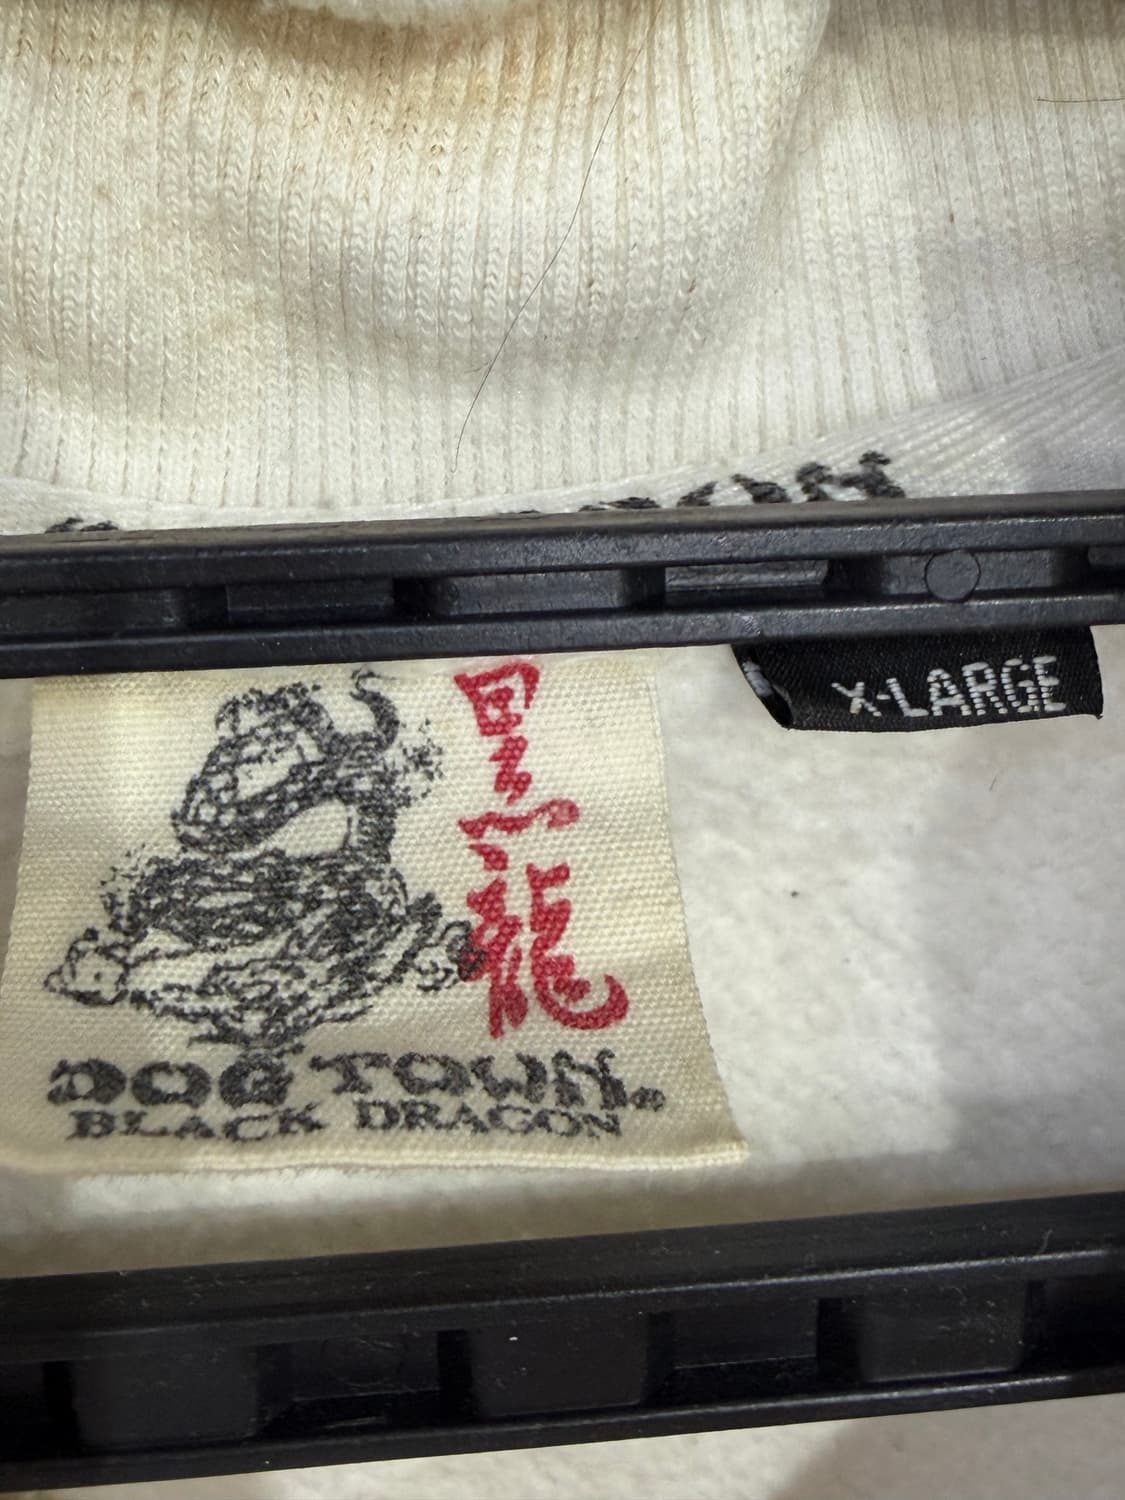 X-LARGE
黒龍
DOG TOWN®
BLACK DRAGON